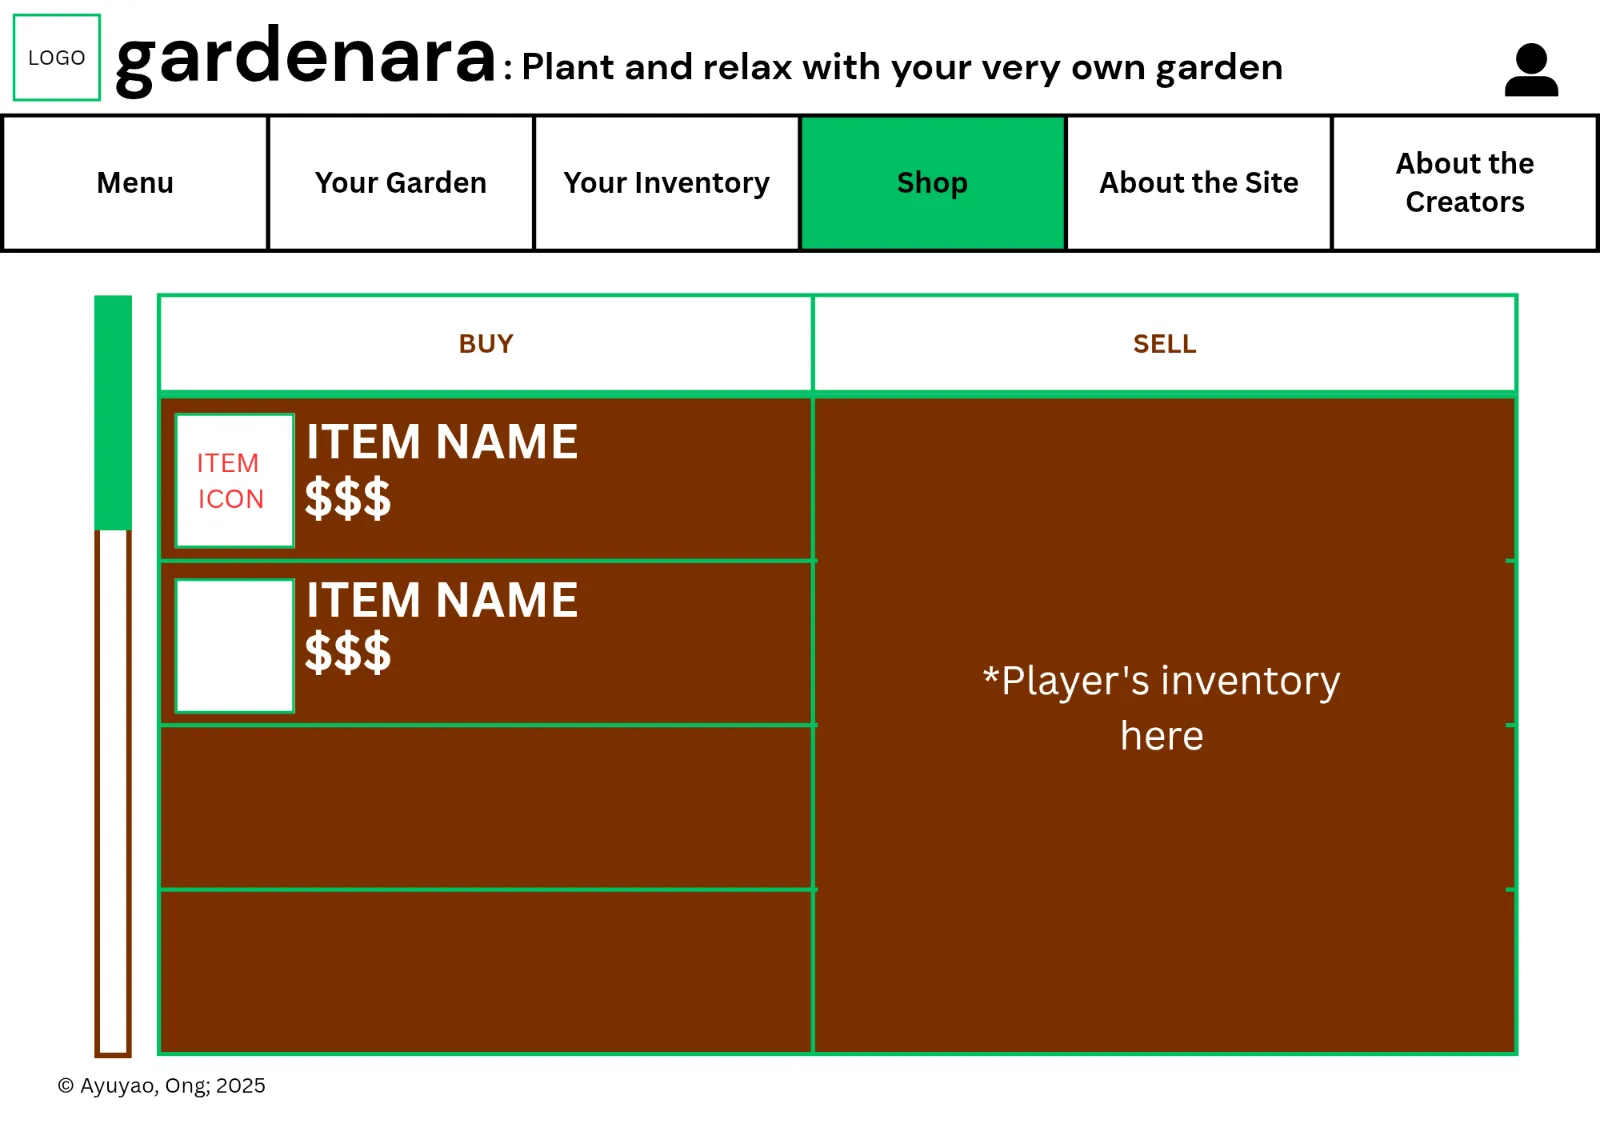 LOGO
gardenara : Plant and relax with your very own garden
Menu
Your Garden
Your Inventory
Shop
About the Site
About the
Creators
BUY
SELL
ITEM
ICON
ITEM NAME
$$$
ITEM NAME
$$$
*Player's inventory
here
© Ayuyao, Ong; 2025